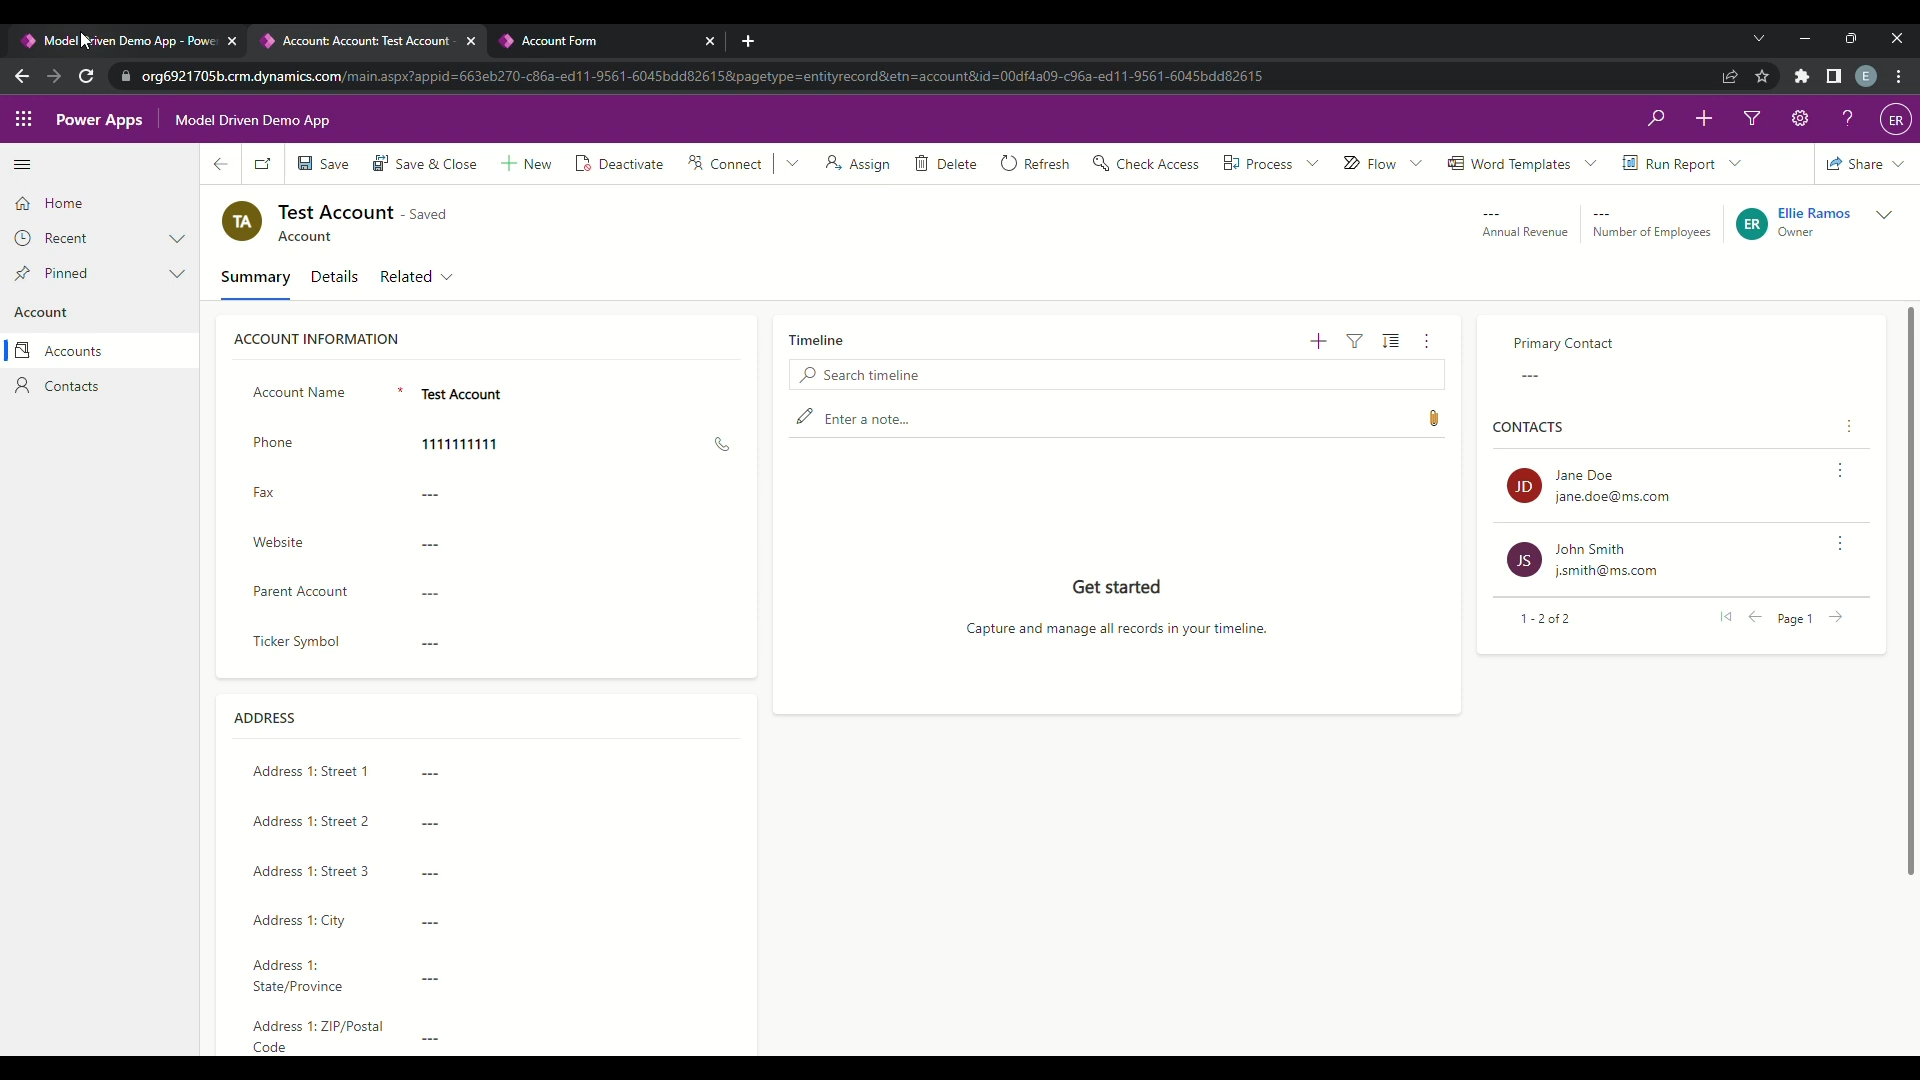 Model Driven Demo App - Powe
Account: Account: Test Account -
Account Form
org6921705b.crm.dynamics.com/main.aspx?appid=663eb270-c86a-ed11-9561-6045bdd82615&pagetype=entityrecord&etn=account&id=00df4a09-c96a-ed11-9561-6045bdd82615
E
Power Apps
Model Driven Demo App
ER
Save
Save & Close
New
Deactivate
Connect
Assign
Delete
Refresh
Check Access
Process
Flow
Word Templates
Run Report
Share
Home
Recent
Pinned
Account
Accounts
Contacts
TA
Test Account - Saved
Account
---
Annual Revenue
---
Number of Employees
ER
Ellie Ramos
Owner
Summary
Details
Related
ACCOUNT INFORMATION
Account Name * Test Account
Phone 1111111111
Fax ---
Website ---
Parent Account ---
Ticker Symbol ---
ADDRESS
Address 1: Street 1 ---
Address 1: Street 2 ---
Address 1: Street 3 ---
Address 1: City ---
Address 1:
State/Province ---
Address 1: ZIP/Postal
Code ---
Timeline
Search timeline
Enter a note...
Get started
Capture and manage all records in your timeline.
Primary Contact
---
CONTACTS
JD
Jane Doe
jane.doe@ms.com
JS
John Smith
j.smith@ms.com
1 - 2 of 2
Page 1